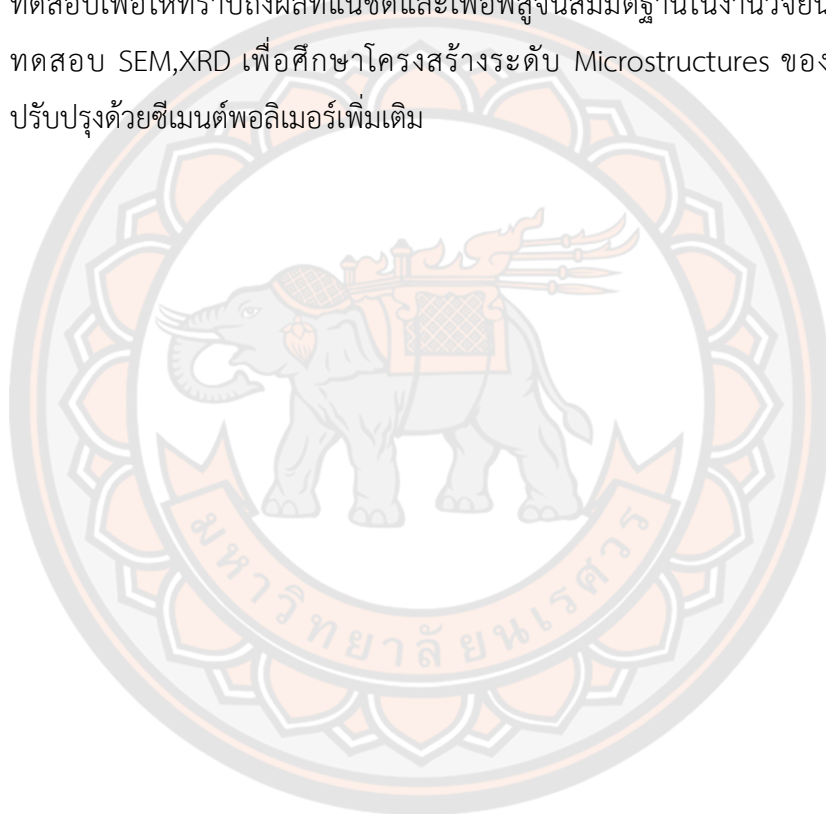 ทดสอบเพื่อให้ทราบถึงผลที่แน่ชัดและเพื่อพิสูจน์สมมติฐานในงานวิจัยน
ทดสอบ SEM,XRD เพื่อศึกษาโครงสร้างระดับ Microstructures ของ
ปรับปรุงด้วยซีเมนต์พอลิเมอร์เพิ่มเติม
มหาวิทยาลัยนเรศวร